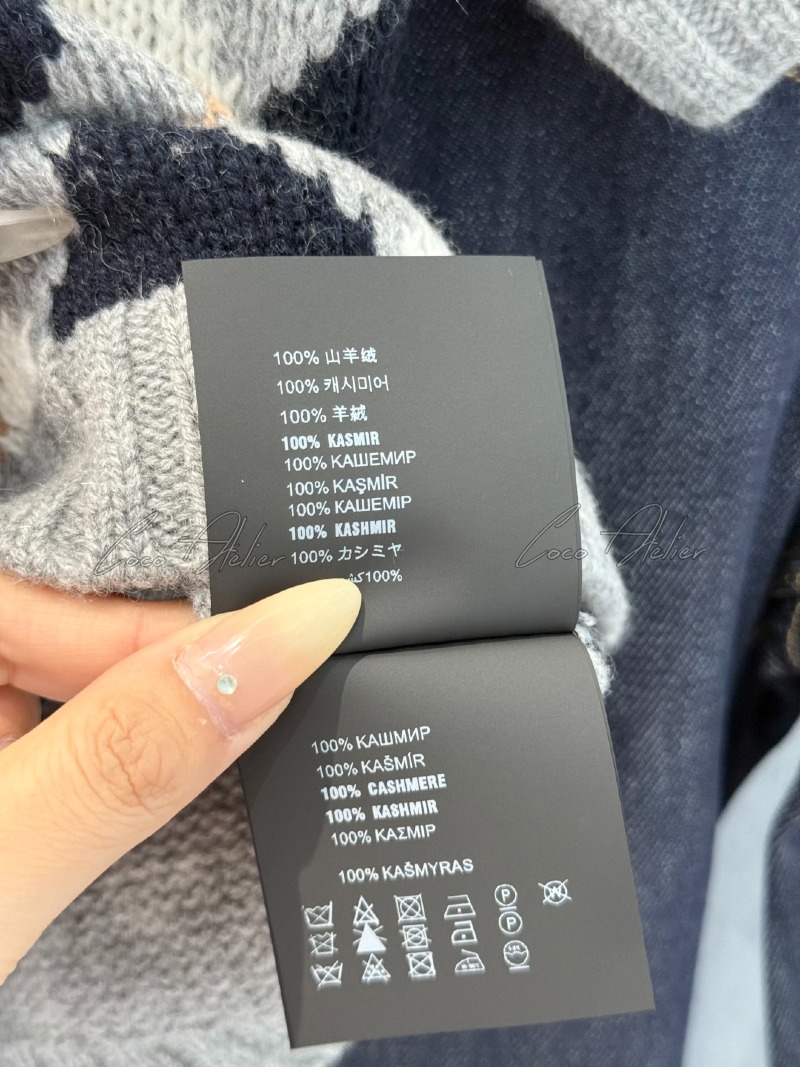 100% 山羊绒
100% 캐시미어
100% 羊絨
100% KASMIR
100% КАШЕМИР
100% KAŞMİR
100% КАШЕМІР
100% KASHMIR
100% カシミヤ
100%
Coco Atelier
Coco Atelier
100% КАШМИР
100% KAŠMÍR
100% CASHMERE
100% KASHMIR
100% ΚΑΣΜΙΡ
100% KAŠMYRAS
P
W
P